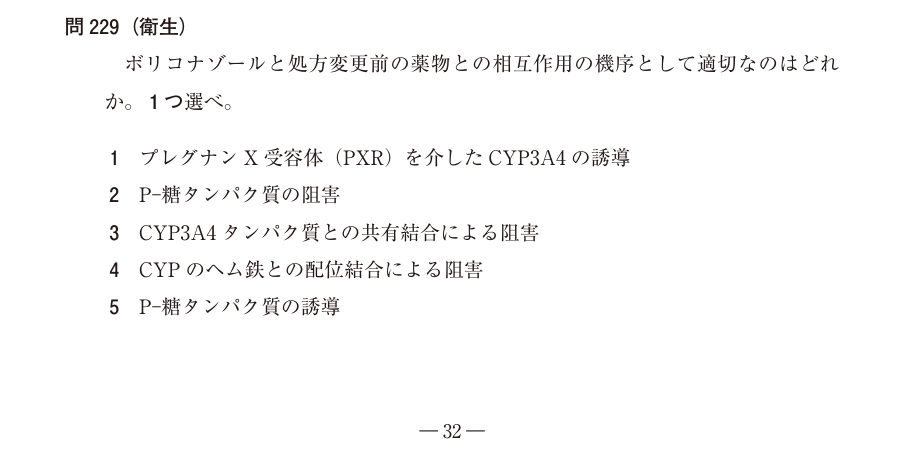 問 229（衛生）
ボリコナゾールと処方変更前の薬物との相互作用の機序として適切なのはどれ
か。1つ選べ。
1 プレグナン X 受容体（PXR）を介した CYP3A4 の誘導
2 P-糖タンパク質の阻害
3 CYP3A4 タンパク質との共有結合による阻害
4 CYP のヘム鉄との配位結合による阻害
5 P-糖タンパク質の誘導
― 32 ―